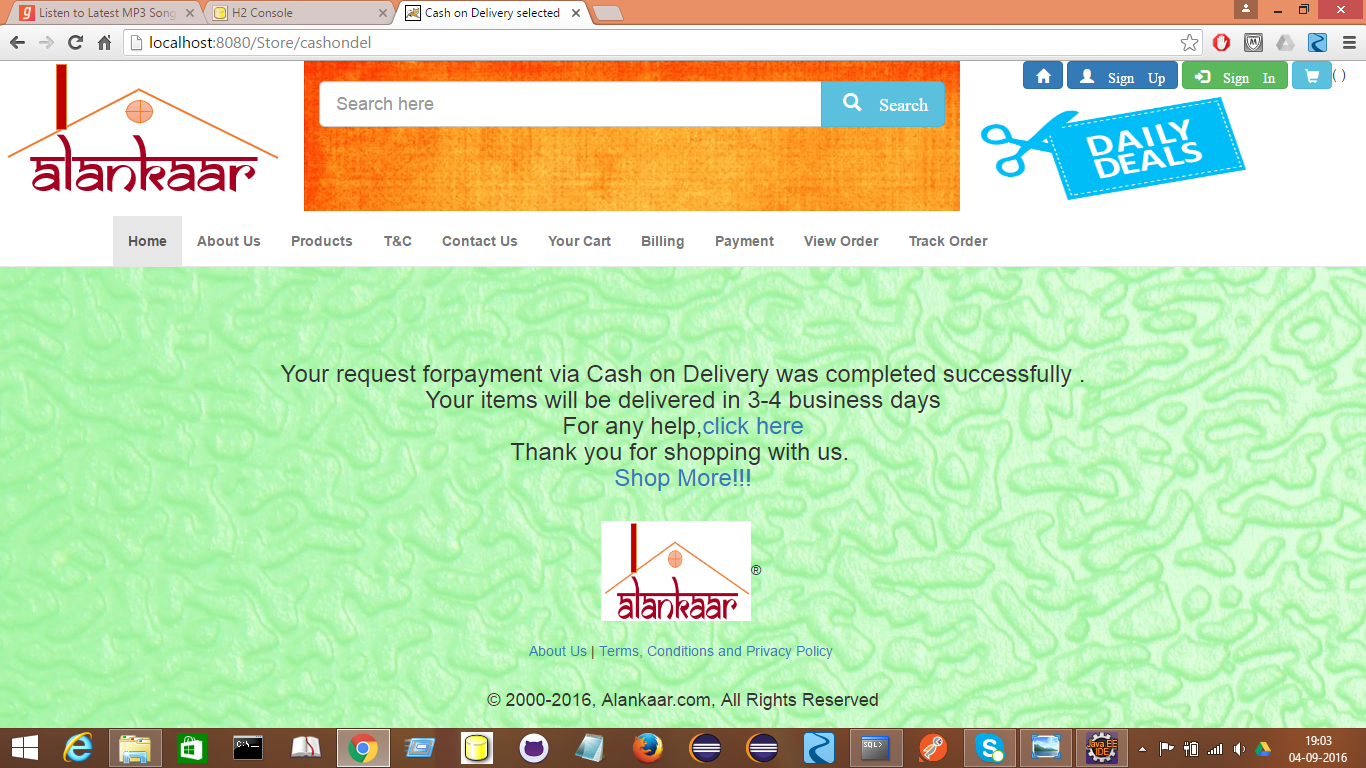 Listen to Latest MP3 Song
H2 Console
Cash on Delivery selected
localhost:8080/Store/cashondel
alankaar
Search here
Search
Sign Up
Sign In
( )
DAILY
DEALS
Home
About Us
Products
T&C
Contact Us
Your Cart
Billing
Payment
View Order
Track Order
Your request forpayment via Cash on Delivery was completed successfully .
Your items will be delivered in 3-4 business days
For any help,click here
Thank you for shopping with us.
Shop More!!!
alankaar
®
About Us | Terms, Conditions and Privacy Policy
© 2000-2016, Alankaar.com, All Rights Reserved
C:\_
SQL>
Java EE
IDE
19:03
04-09-2016